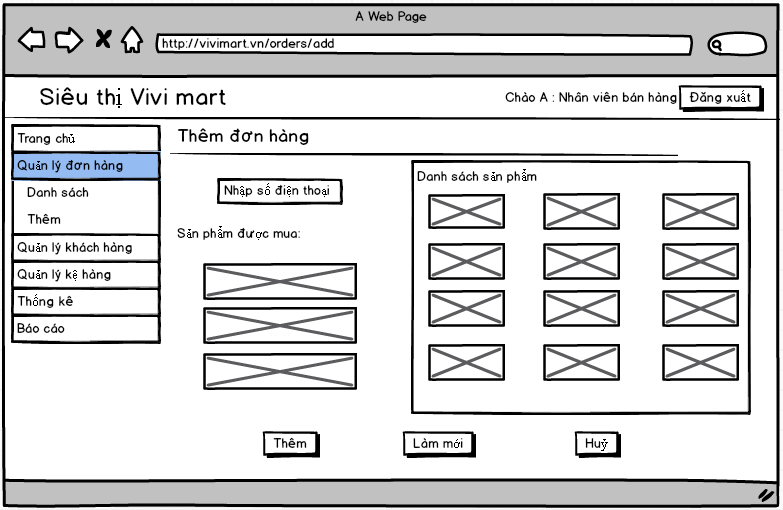 A Web Page
http://vivimart.vn/orders/add
Siêu thị Vivi mart
Chào A : Nhân viên bán hàng
Đăng xuất
Trang chủ
Quản lý đơn hàng
Danh sách
Thêm
Quản lý khách hàng
Quản lý kệ hàng
Thống kê
Báo cáo
Thêm đơn hàng
Nhập số điện thoại
Sản phẩm được mua:
Danh sách sản phẩm
Thêm
Làm mới
Huỷ